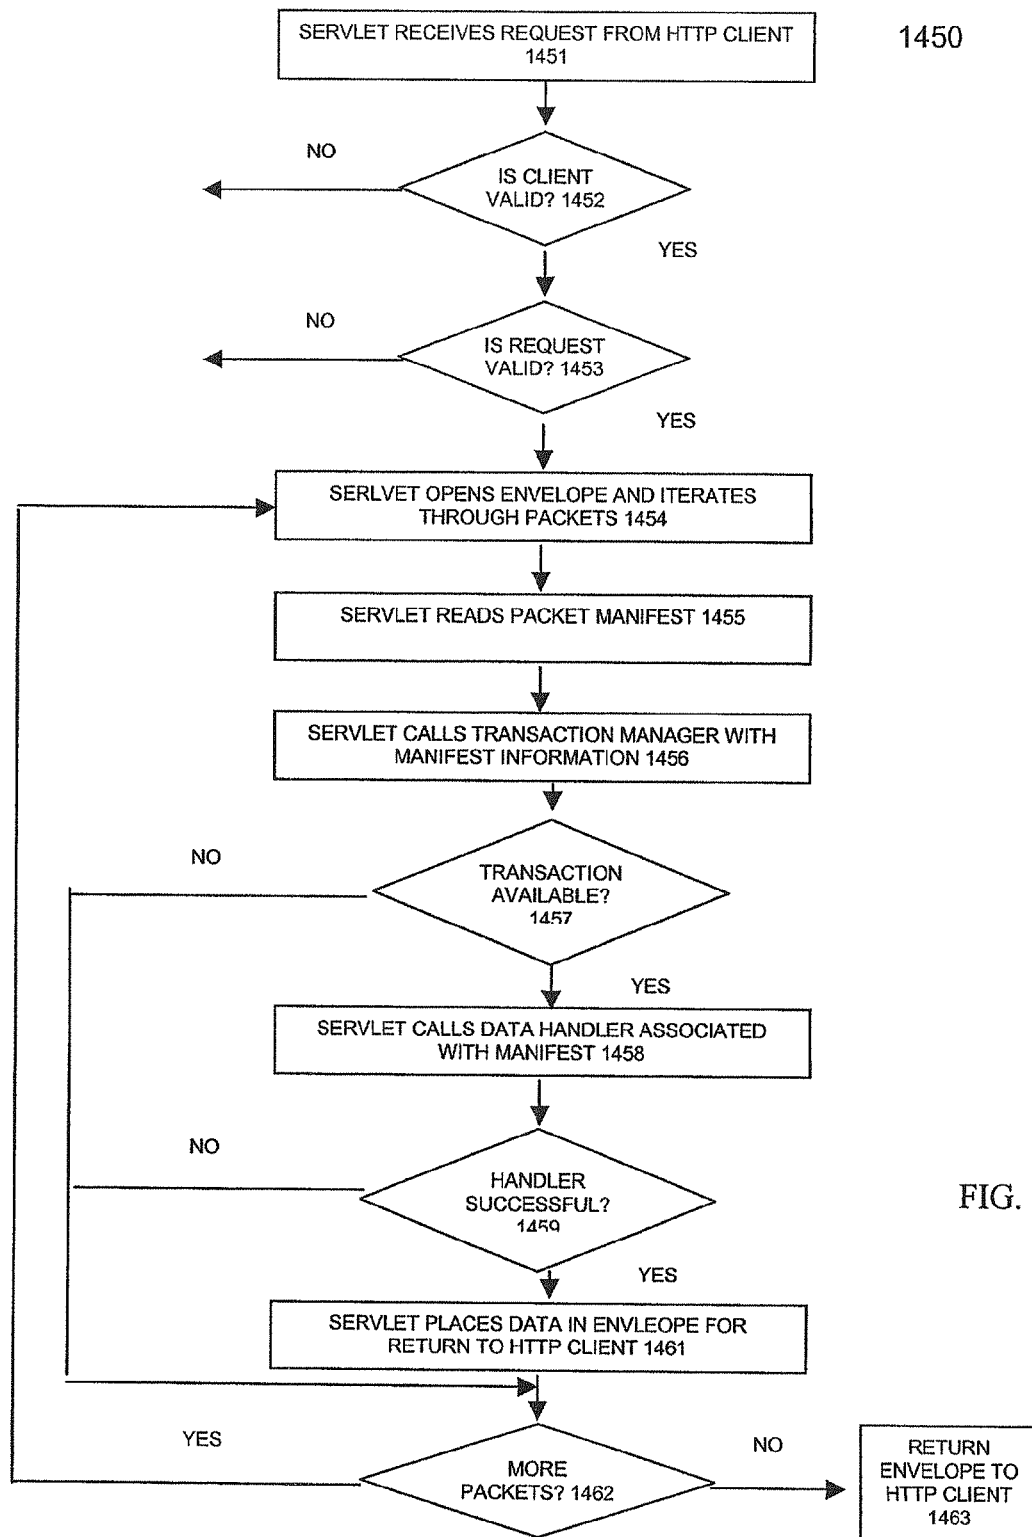 SERVLET RECEIVES REQUEST FROM HTTP CLIENT
1451
1450
NO
IS CLIENT
VALID? 1452
YES
NO
IS REQUEST
VALID? 1453
YES
SERLVET OPENS ENVELOPE AND ITERATES
THROUGH PACKETS 1454
SERVLET READS PACKET MANIFEST 1455
SERVLET CALLS TRANSACTION MANAGER WITH
MANIFEST INFORMATION 1456
NO
TRANSACTION
AVAILABLE?
1457
YES
SERVLET CALLS DATA HANDLER ASSOCIATED
WITH MANIFEST 1458
NO
HANDLER
SUCCESSFUL?
1459
FIG.
YES
SERVLET PLACES DATA IN ENVLEOPE FOR
RETURN TO HTTP CLIENT 1461
YES
MORE
PACKETS? 1462
NO
RETURN
ENVELOPE TO
HTTP CLIENT
1463